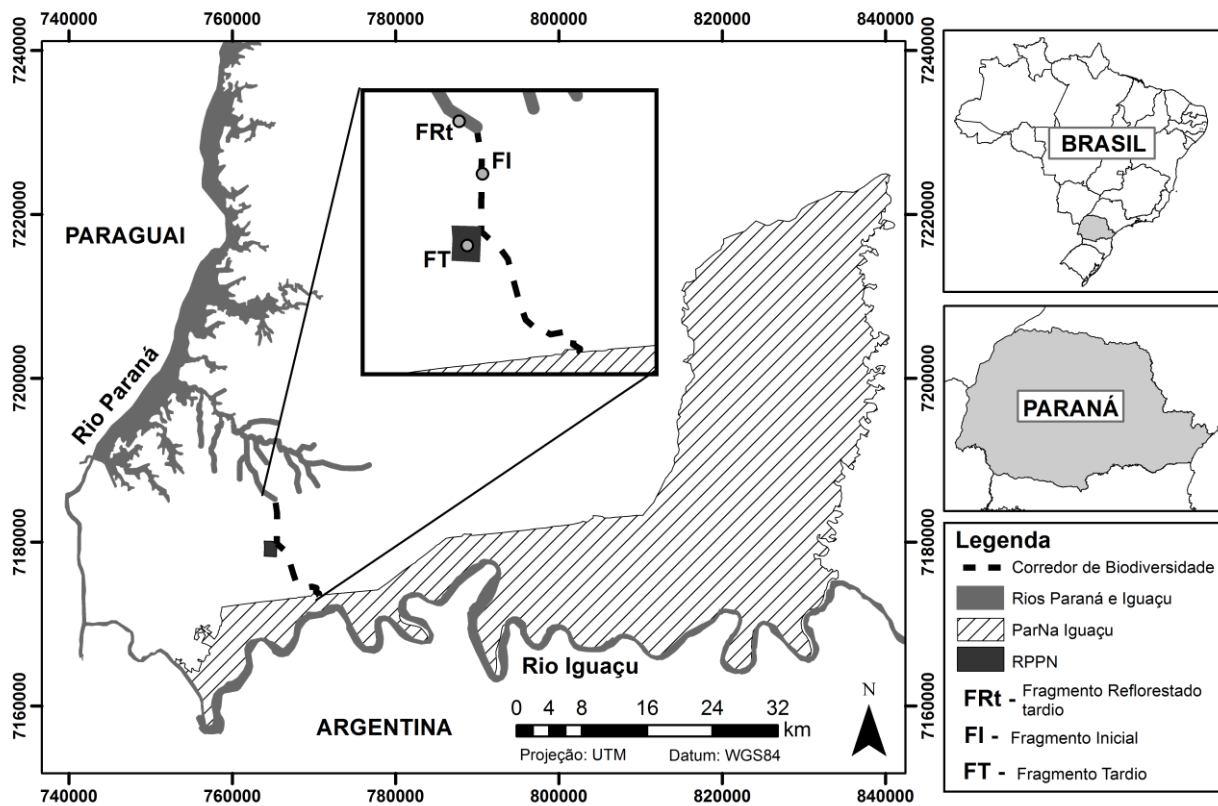 740000 760000 780000 800000 820000 840000
7240000 7240000
7220000 7220000
7200000 7200000
7180000 7180000
7160000 7160000
PARAGUAI
Rio Paraná
FRt
FI
FT
Rio Iguaçu
ARGENTINA
0 4 8 16 24 32
km
Projeção: UTM Datum: WGS84
N
740000 760000 780000 800000 820000 840000
BRASIL
PARANÁ
Legenda
Corredor de Biodiversidade
Rios Paraná e Iguaçu
ParNa Iguaçu
RPPN
FRt - Fragmento Reflorestado
tardio
FI - Fragmento Inicial
FT - Fragmento Tardio